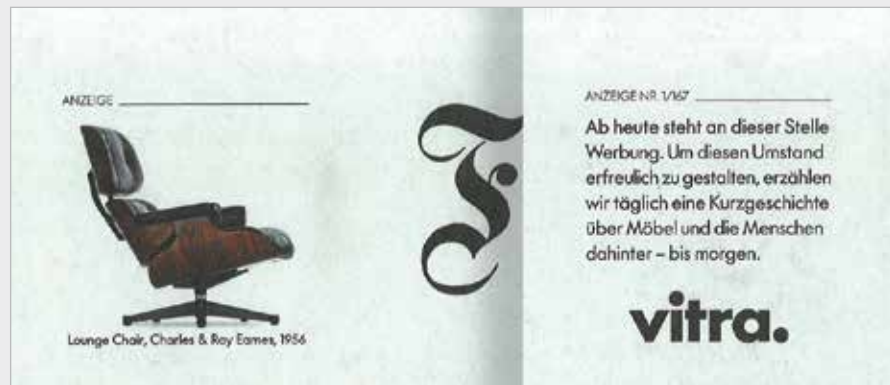 ANZEIGE
Lounge Chair, Charles & Ray Eames, 1956
F
ANZEIGE NR. 1/167
Ab heute steht an dieser Stelle
Werbung. Um diesen Umstand
erfreulich zu gestalten, erzählen
wir täglich eine Kurzgeschichte
über Möbel und die Menschen
dahinter – bis morgen.
vitra.